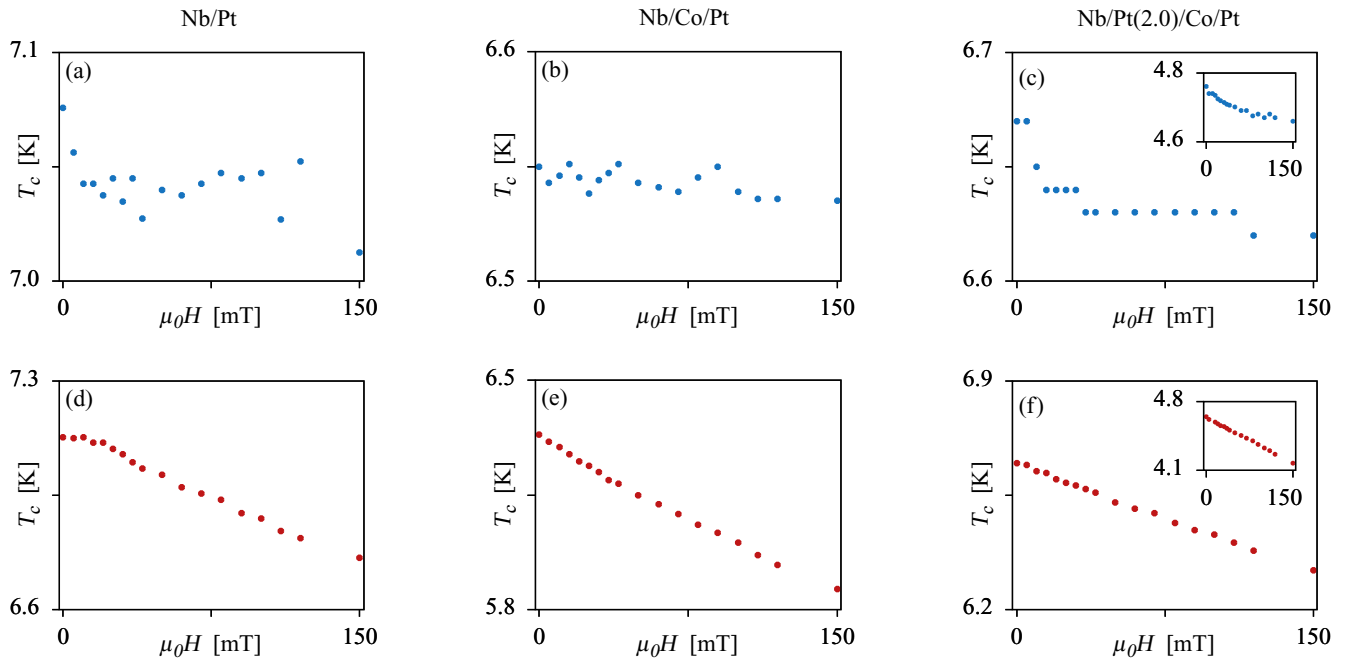 Nb/Pt
Nb/Co/Pt
Nb/Pt(2.0)/Co/Pt
(a)
7.1
7.0
T_c [K]
0
150
μ₀H [mT]
(b)
6.6
6.5
T_c [K]
0
150
μ₀H [mT]
(c)
6.7
6.6
T_c [K]
0
150
μ₀H [mT]
4.8
4.6
0
150
(d)
7.3
6.6
T_c [K]
0
150
μ₀H [mT]
(e)
6.5
5.8
T_c [K]
0
150
μ₀H [mT]
(f)
6.9
6.2
T_c [K]
0
150
μ₀H [mT]
4.8
4.1
0
150